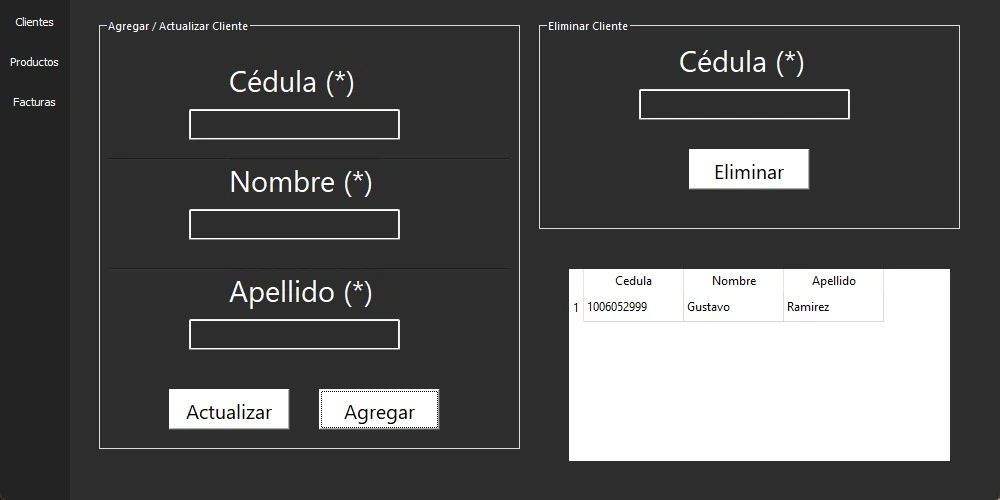 Clientes
Productos
Facturas
Agregar / Actualizar Cliente
Cédula (*)
Nombre (*)
Apellido (*)
Actualizar
Agregar
Eliminar Cliente
Cédula (*)
Eliminar
Cedula Nombre Apellido
1 1006052999 Gustavo Ramirez